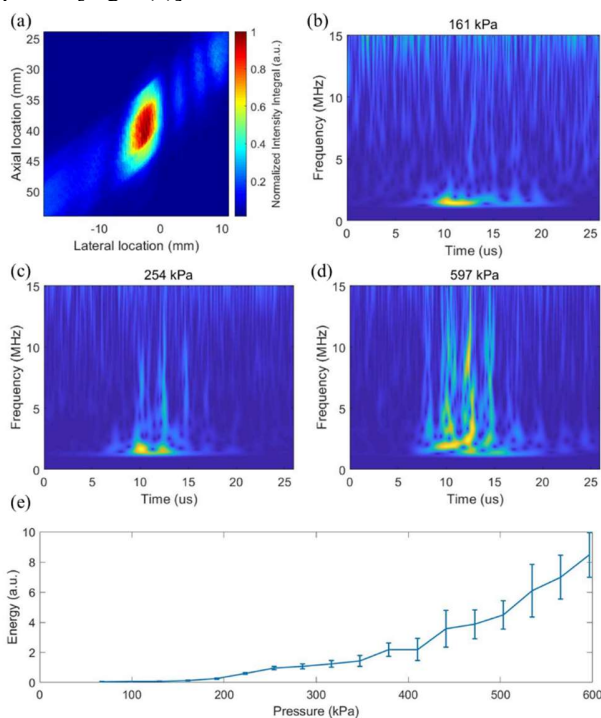 (a)
24
30
35
40
45
50
Axial location (mm)
-10 0 10
Lateral location (mm)
1
0.8
0.6
0.4
0.2
Normalized Intensity Integral (a.u.)
(b)
161 kPa
15
10
5
0
Frequency (MHz)
0 5 10 15 20 25
Time (us)
(c)
254 kPa
15
10
5
0
Frequency (MHz)
0 5 10 15 20 25
Time (us)
(d)
597 kPa
15
10
5
0
Frequency (MHz)
0 5 10 15 20 25
Time (us)
(e)
10
8
6
4
2
0
Energy (a.u.)
0 100 200 300 400 500 600
Pressure (kPa)